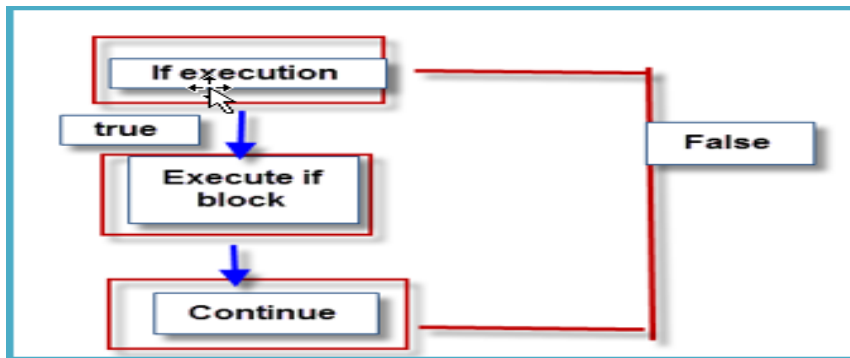 If execution
true
False
Execute if
block
Continue